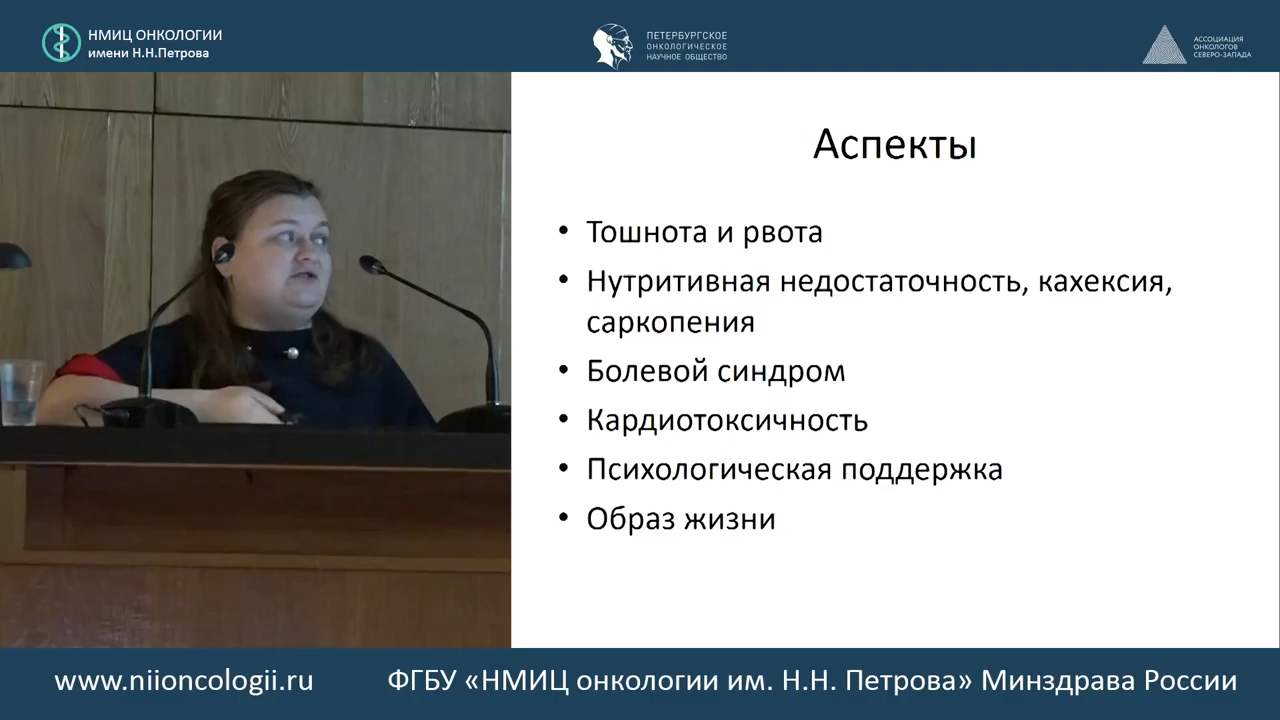 НМИЦ ОНКОЛОГИИ
имени Н.Н.Петрова
ПЕТЕРБУРГСКОЕ
ОНКОЛОГИЧЕСКОЕ
НАУЧНОЕ ОБЩЕСТВО
АССОЦИАЦИЯ
ОНКОЛОГОВ
СЕВЕРО-ЗАПАДА
Аспекты
• Тошнота и рвота
• Нутритивная недостаточность, кахексия,
саркопения
• Болевой синдром
• Кардиотоксичность
• Психологическая поддержка
• Образ жизни
www.niioncologii.ru
ФГБУ «НМИЦ онкологии им. Н.Н. Петрова» Минздрава России